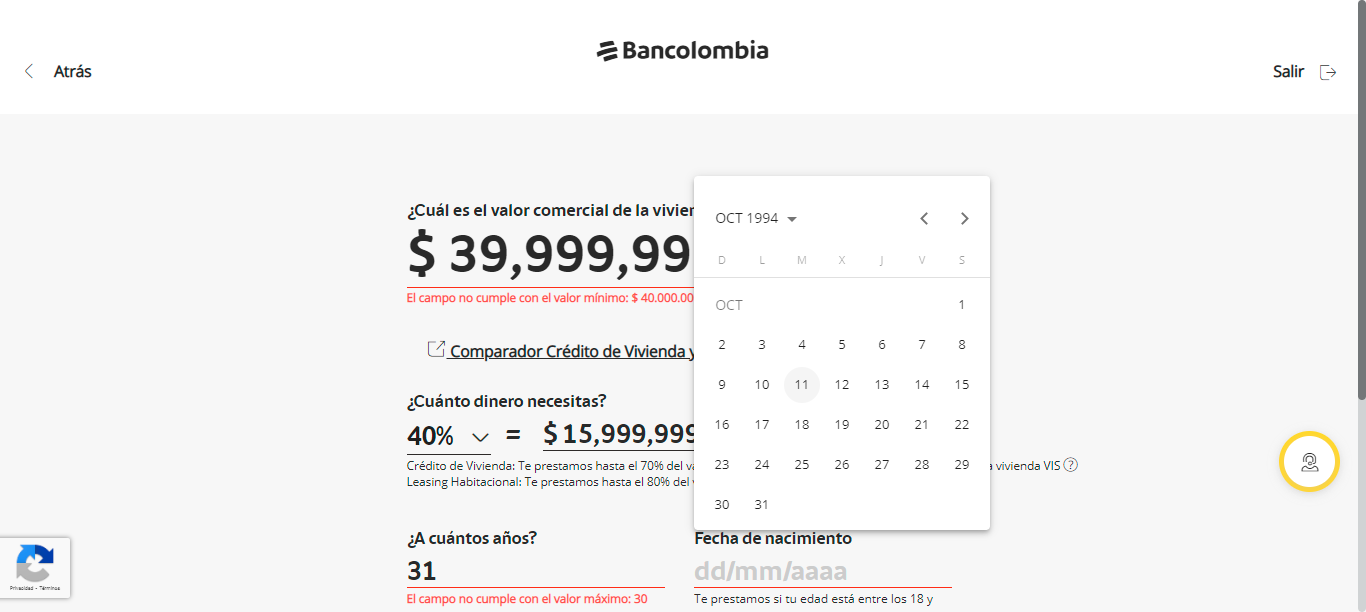 Bancolombia
Atrás
Salir
¿Cuál es el valor comercial de la vivien
$ 39,999,99
El campo no cumple con el valor mínimo: $ 40.000.00
Comparador Crédito de Vivienda y
¿Cuánto dinero necesitas?
40% = $ 15,999,999
Crédito de Vivienda: Te prestamos hasta el 70% del va
a vivienda VIS ?
Leasing Habitacional: Te prestamos hasta el 80% del v
OCT 1994
D L M X J V S
OCT 1
2 3 4 5 6 7 8
9 10 11 12 13 14 15
16 17 18 19 20 21 22
23 24 25 26 27 28 29
30 31
¿A cuántos años?
31
El campo no cumple con el valor máximo: 30
Fecha de nacimiento
dd/mm/aaaa
Te prestamos si tu edad está entre los 18 y
Privacidad - Términos